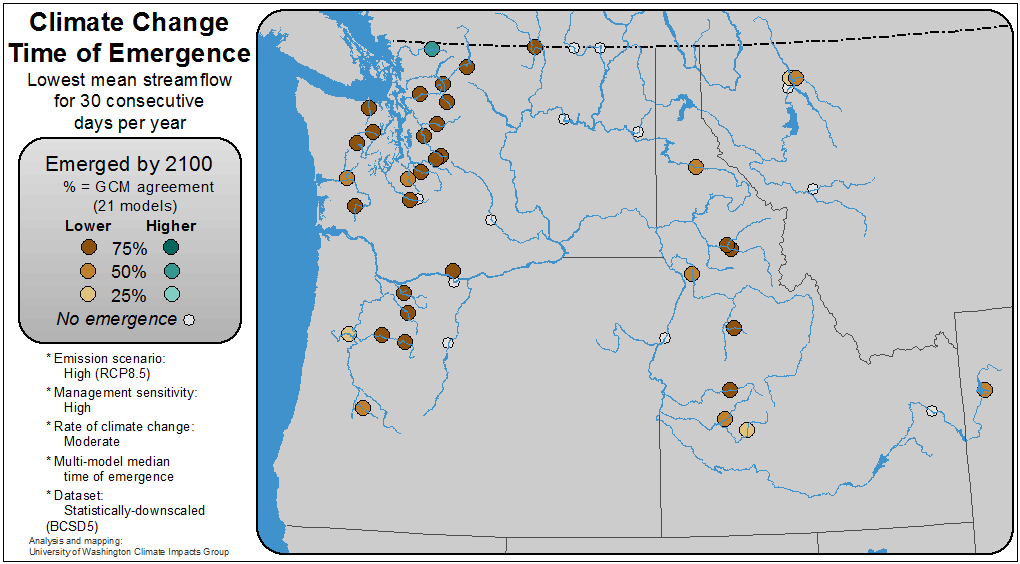 Climate Change
Time of Emergence
Lowest mean streamflow
for 30 consecutive
days per year
Emerged by 2100
% = GCM agreement
(21 models)
Lower Higher
75%
50%
25%
No emergence
* Emission scenario:
High (RCP8.5)
* Management sensitivity:
High
* Rate of climate change:
Moderate
* Multi-model median
time of emergence
* Dataset:
Statistically-downscaled
(BCSD5)
Analysis and mapping:
University of Washington Climate Impacts Group